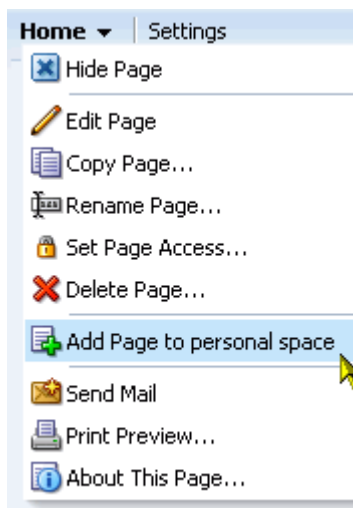 Home Settings
Hide Page
Edit Page
Copy Page...
Rename Page...
Set Page Access...
Delete Page...
Add Page to personal space
Send Mail
Print Preview...
About This Page...